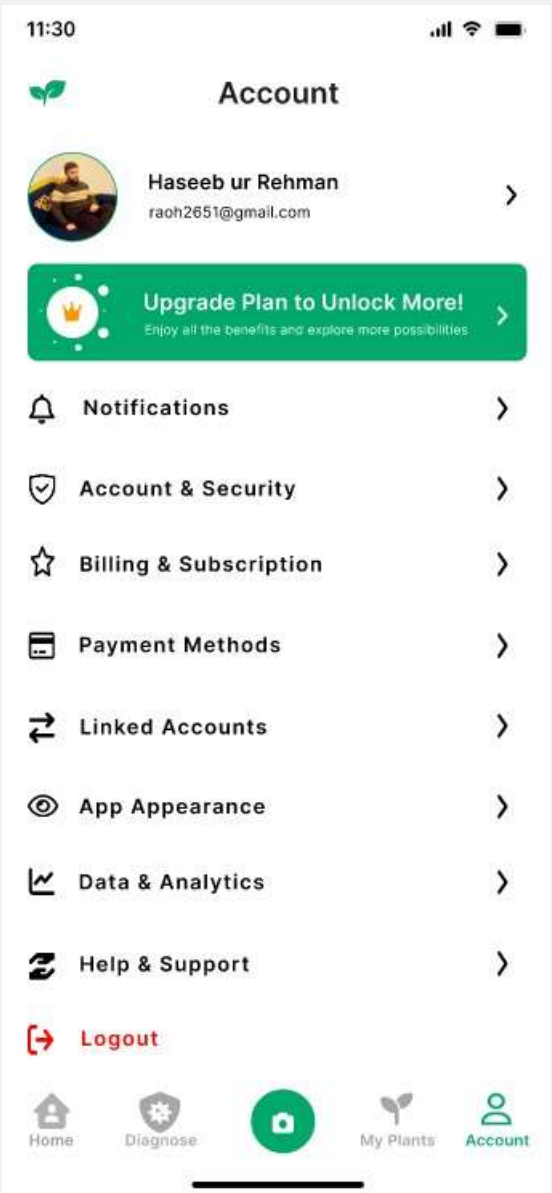 11:30
Account
Haseeb ur Rehman
raoh2651@gmail.com
Upgrade Plan to Unlock More!
Enjoy all the benefits and explore more possibilities
Notifications
Account & Security
Billing & Subscription
Payment Methods
Linked Accounts
App Appearance
Data & Analytics
Help & Support
Logout
Home Diagnose My Plants Account